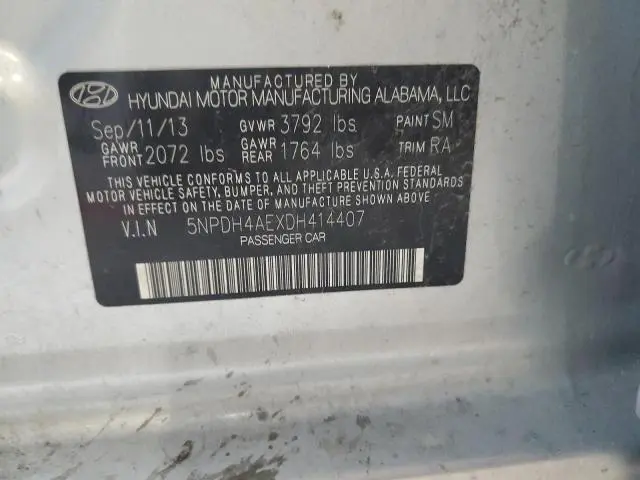 MANUFACTURED BY
HYUNDAI MOTOR MANUFACTURING ALABAMA, LLC
Sep/11/13 GVWR 3792 lbs PAINT SM
GAWR FRONT 2072 lbs GAWR REAR 1764 lbs TRIM RA
THIS VEHICLE CONFORMS TO ALL APPLICABLE U.S.A. FEDERAL
MOTOR VEHICLE SAFETY, BUMPER, AND THEFT PREVENTION STANDARDS
IN EFFECT ON THE DATE OF MANUFACTURE SHOWN ABOVE.
V.I.N 5NPDH4AEXDH414407
PASSENGER CAR